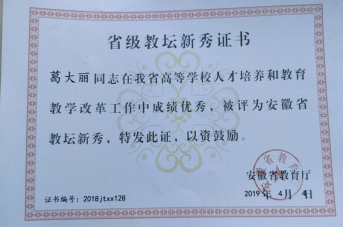 省级教坛新秀证书
葛大丽同志在我省高等学校人才培养和教育
教学改革工作中成绩优秀，被评为安徽省
教坛新秀，特发此证，以资鼓励。
安徽省教育厅
证书编号：2018jtxx128
2019年 4月 4日